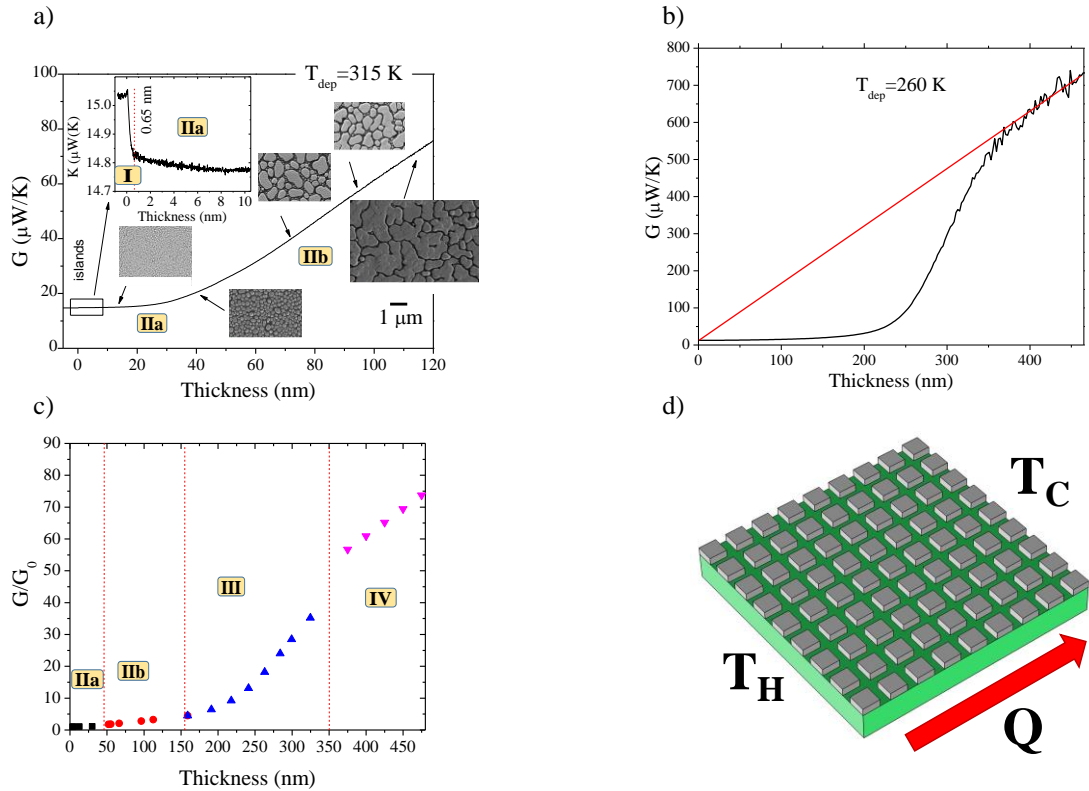 a)
T_dep=315 K
G (μW/K)
100
80
60
40
20
0
0
20
40
60
80
100
120
Thickness (nm)
K (μW(K)
15.0
14.9
14.8
14.7
0
2
4
6
8
10
Thickness (nm)
0.65 nm
I
IIa
islands
IIa
IIb
1 μm
b)
T_dep=260 K
G (μW/K)
800
700
600
500
400
300
200
100
0
0
100
200
300
400
Thickness (nm)
c)
G/G_0
90
80
70
60
50
40
30
20
10
0
0
50
100
150
200
250
300
350
400
450
Thickness (nm)
IIa
IIb
III
IV
d)
T_C
T_H
Q